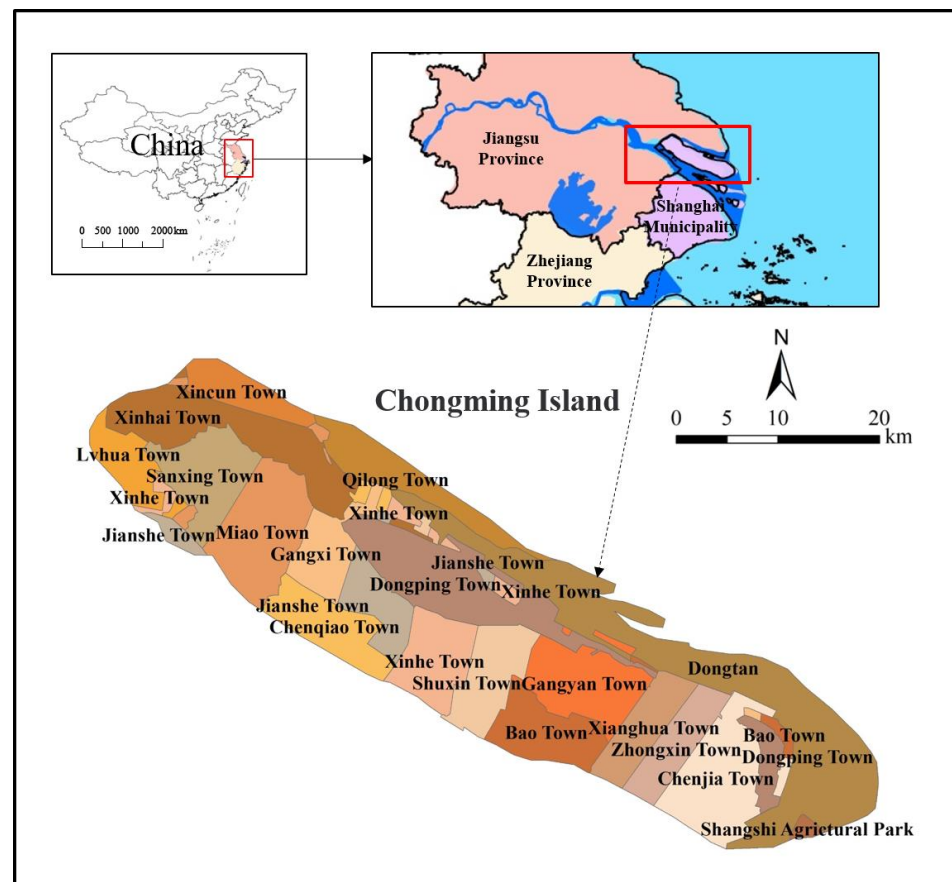 China
0 500 1000 2000km
Jiangsu
Province
Shanghai
Municipality
Zhejiang
Province
N
Chongming Island
0 5 10 20
km
Xincun Town
Xinhai Town
Lvhua Town
Sanxing Town
Qilong Town
Xinhe Town
Xinhe Town
Jianshe Town
Miao Town
Gangxi Town
Jianshe Town
Dongping Town
Xinhe Town
Jianshe Town
Chenqiao Town
Xinhe Town
Shuxin Town
Gangyan Town
Dongtan
Bao Town
Xianghua Town
Bao Town
Zhongxin Town
Dongping Town
Chenjia Town
Shangshi Agrictural Park